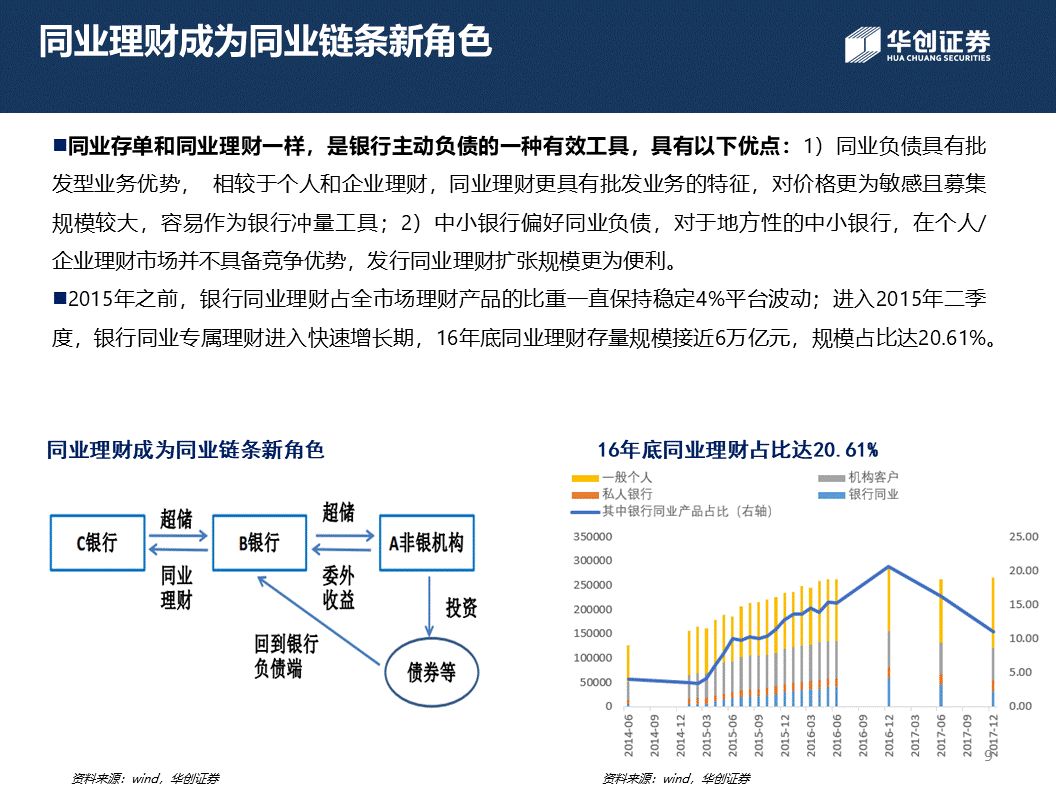 同业理财成为同业链条新角色
华创证券
HUA CHUANG SECURITIES
■同业存单和同业理财一样，是银行主动负债的一种有效工具，具有以下优点：1）同业负债具有批
发型业务优势， 相较于个人和企业理财，同业理财更具有批发业务的特征，对价格更为敏感且募集
规模较大，容易作为银行冲量工具；2）中小银行偏好同业负债，对于地方性的中小银行，在个人/
企业理财市场并不具备竞争优势，发行同业理财扩张规模更为便利。
■2015年之前，银行同业理财占全市场理财产品的比重一直保持稳定4%平台波动；进入2015年二季
度，银行同业专属理财进入快速增长期，16年底同业理财存量规模接近6万亿元，规模占比达20.61%。
同业理财成为同业链条新角色
C银行
超储
同业
理财
B银行
超储
委外
收益
A非银机构
投资
回到银行
负债端
债券等
资料来源：wind，华创证券
16年底同业理财占比达20.61%
一般个人
机构客户
私人银行
银行同业
其中银行同业产品占比（右轴）
350000
300000
250000
200000
150000
100000
50000
0
25.00
20.00
15.00
10.00
5.00
0.00
2014-06
2014-09
2014-12
2015-03
2015-06
2015-09
2015-12
2016-03
2016-06
2016-09
2016-12
2017-03
2017-06
2017-09
2017-12
资料来源：wind，华创证券
9